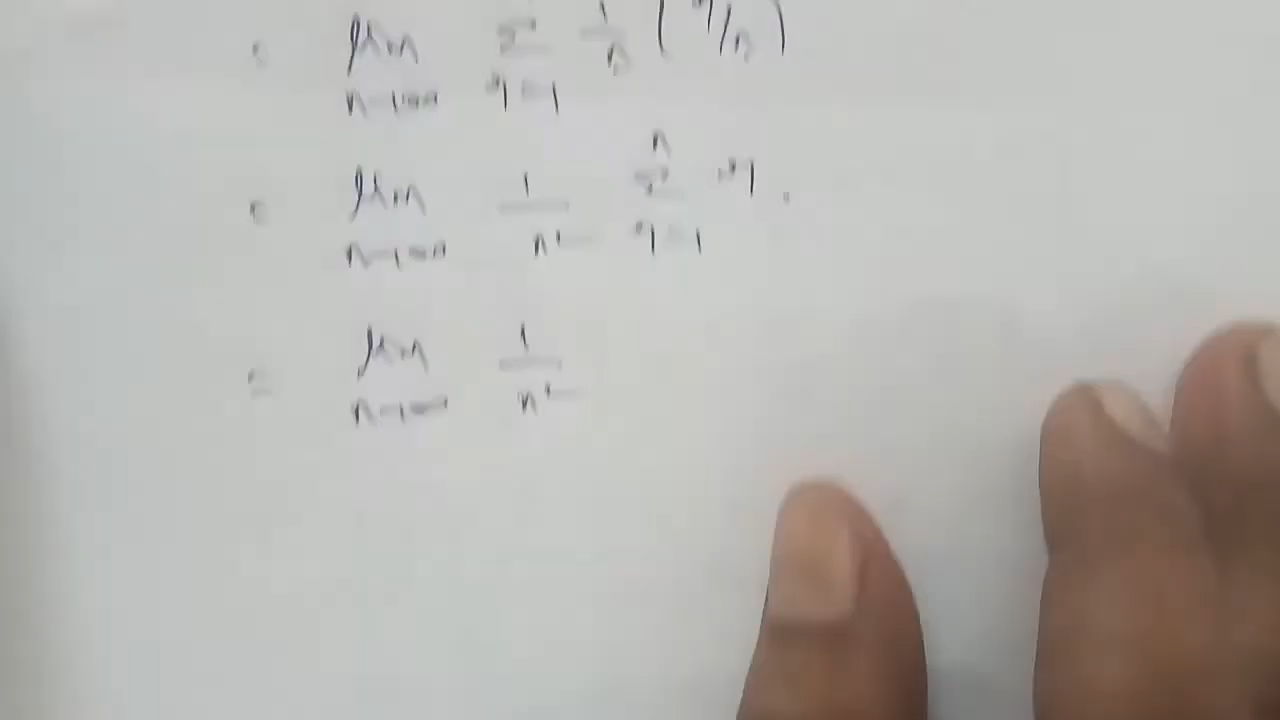 = lim n→∞ Σ r=1 1/n (r/n)
= lim n→∞ 1/n² n Σ r=1 r.
= lim n→∞ 1/n²